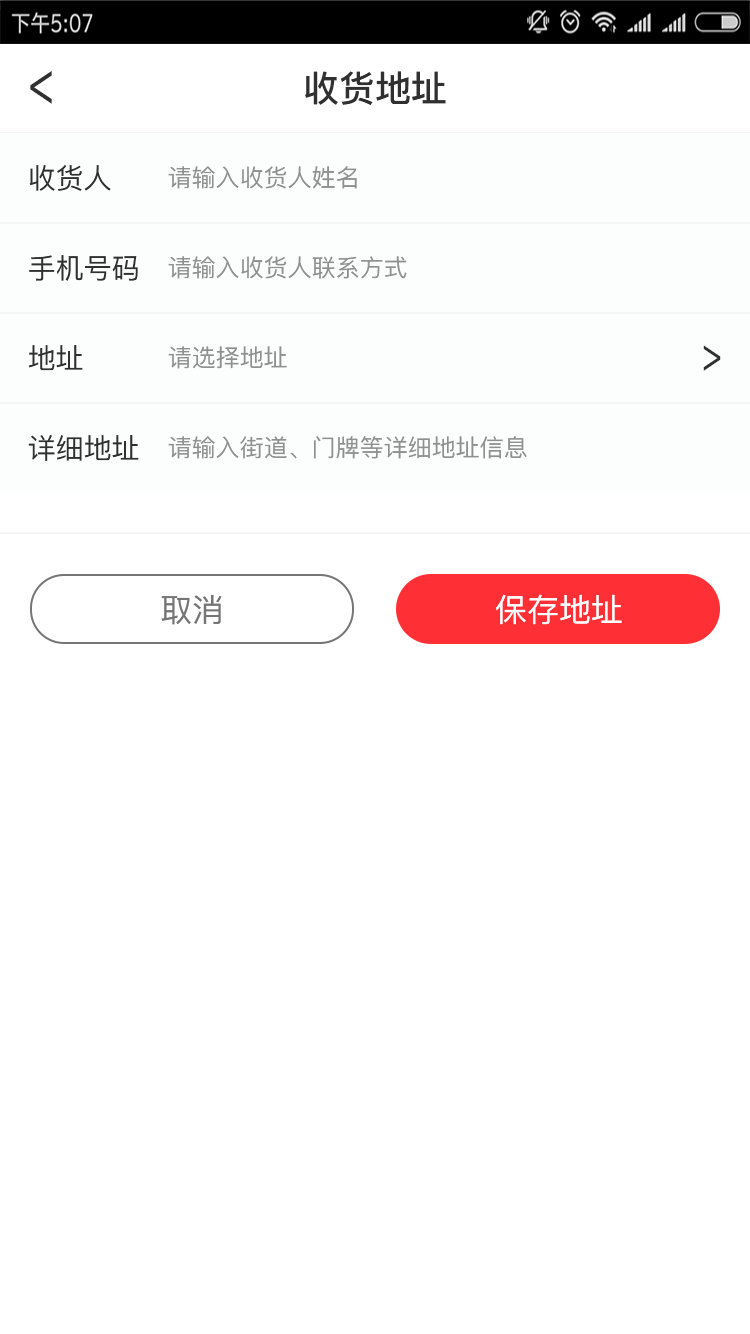 下午5:07
收货地址
收货人 请输入收货人姓名
手机号码 请输入收货人联系方式
地址 请选择地址
详细地址 请输入街道、门牌等详细地址信息
取消 保存地址